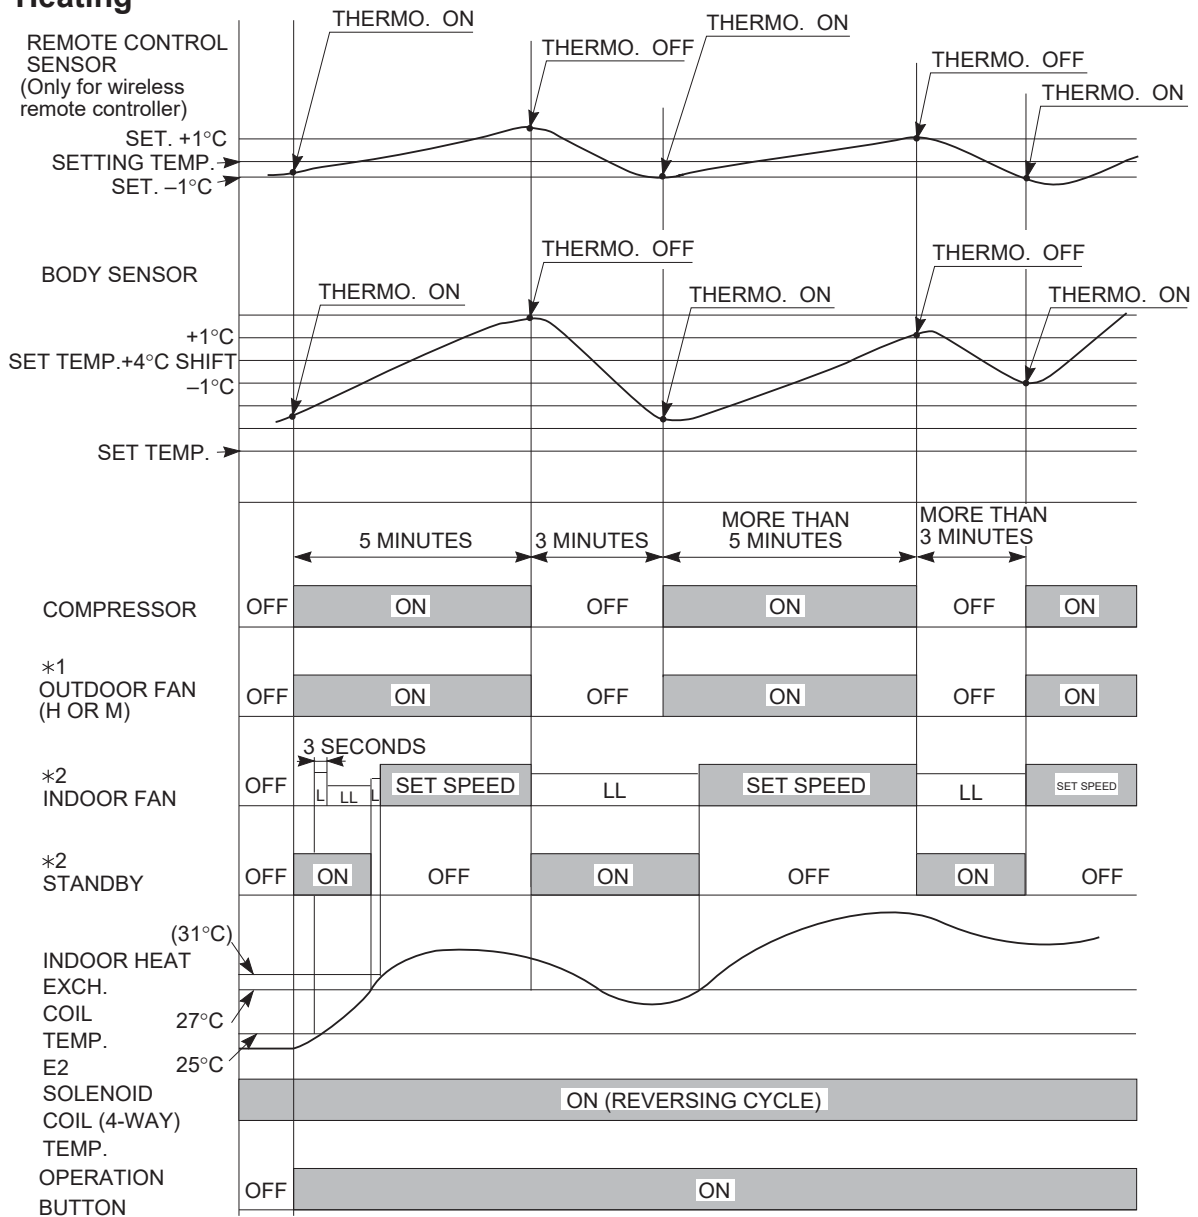 Heating
THERMO. ON
THERMO. ON
REMOTE CONTROL
SENSOR
(Only for wireless
remote controller)
THERMO. OFF
THERMO. OFF
THERMO. ON
SET. +1°C
SETTING TEMP.
SET. –1°C
BODY SENSOR
THERMO. OFF
THERMO. OFF
THERMO. ON
THERMO. ON
THERMO. ON
+1°C
SET TEMP.+4°C SHIFT
–1°C
SET TEMP.
5 MINUTES
3 MINUTES
MORE THAN
5 MINUTES
MORE THAN
3 MINUTES
COMPRESSOR
OFF
ON
OFF
ON
OFF
ON
*1
OUTDOOR FAN
(H OR M)
OFF
ON
OFF
ON
OFF
ON
3 SECONDS
*2
INDOOR FAN
OFF
L
LL
L
SET SPEED
LL
SET SPEED
LL
SET SPEED
*2
STANDBY
OFF
ON
OFF
ON
OFF
ON
OFF
(31°C)
INDOOR HEAT
EXCH.
COIL
27°C
TEMP.
E2
25°C
SOLENOID
COIL (4-WAY)
TEMP.
ON (REVERSING CYCLE)
OPERATION
BUTTON
OFF
ON